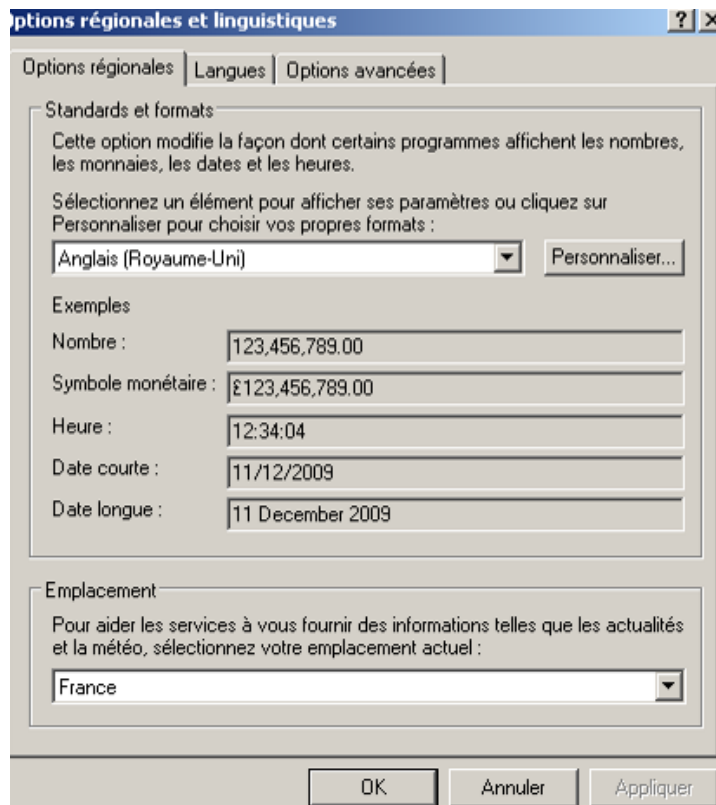 Options régionales et linguistiques
Options régionales Langues Options avancées
Standards et formats
Cette option modifie la façon dont certains programmes affichent les nombres,
les monnaies, les dates et les heures.
Sélectionnez un élément pour afficher ses paramètres ou cliquez sur
Personnaliser pour choisir vos propres formats :
Anglais (Royaume-Uni) Personnaliser...
Exemples
Nombre : 123,456,789.00
Symbole monétaire : £123,456,789.00
Heure : 12:34:04
Date courte : 11/12/2009
Date longue : 11 December 2009
Emplacement
Pour aider les services à vous fournir des informations telles que les actualités
et la météo, sélectionnez votre emplacement actuel :
France
OK Annuler Appliquer